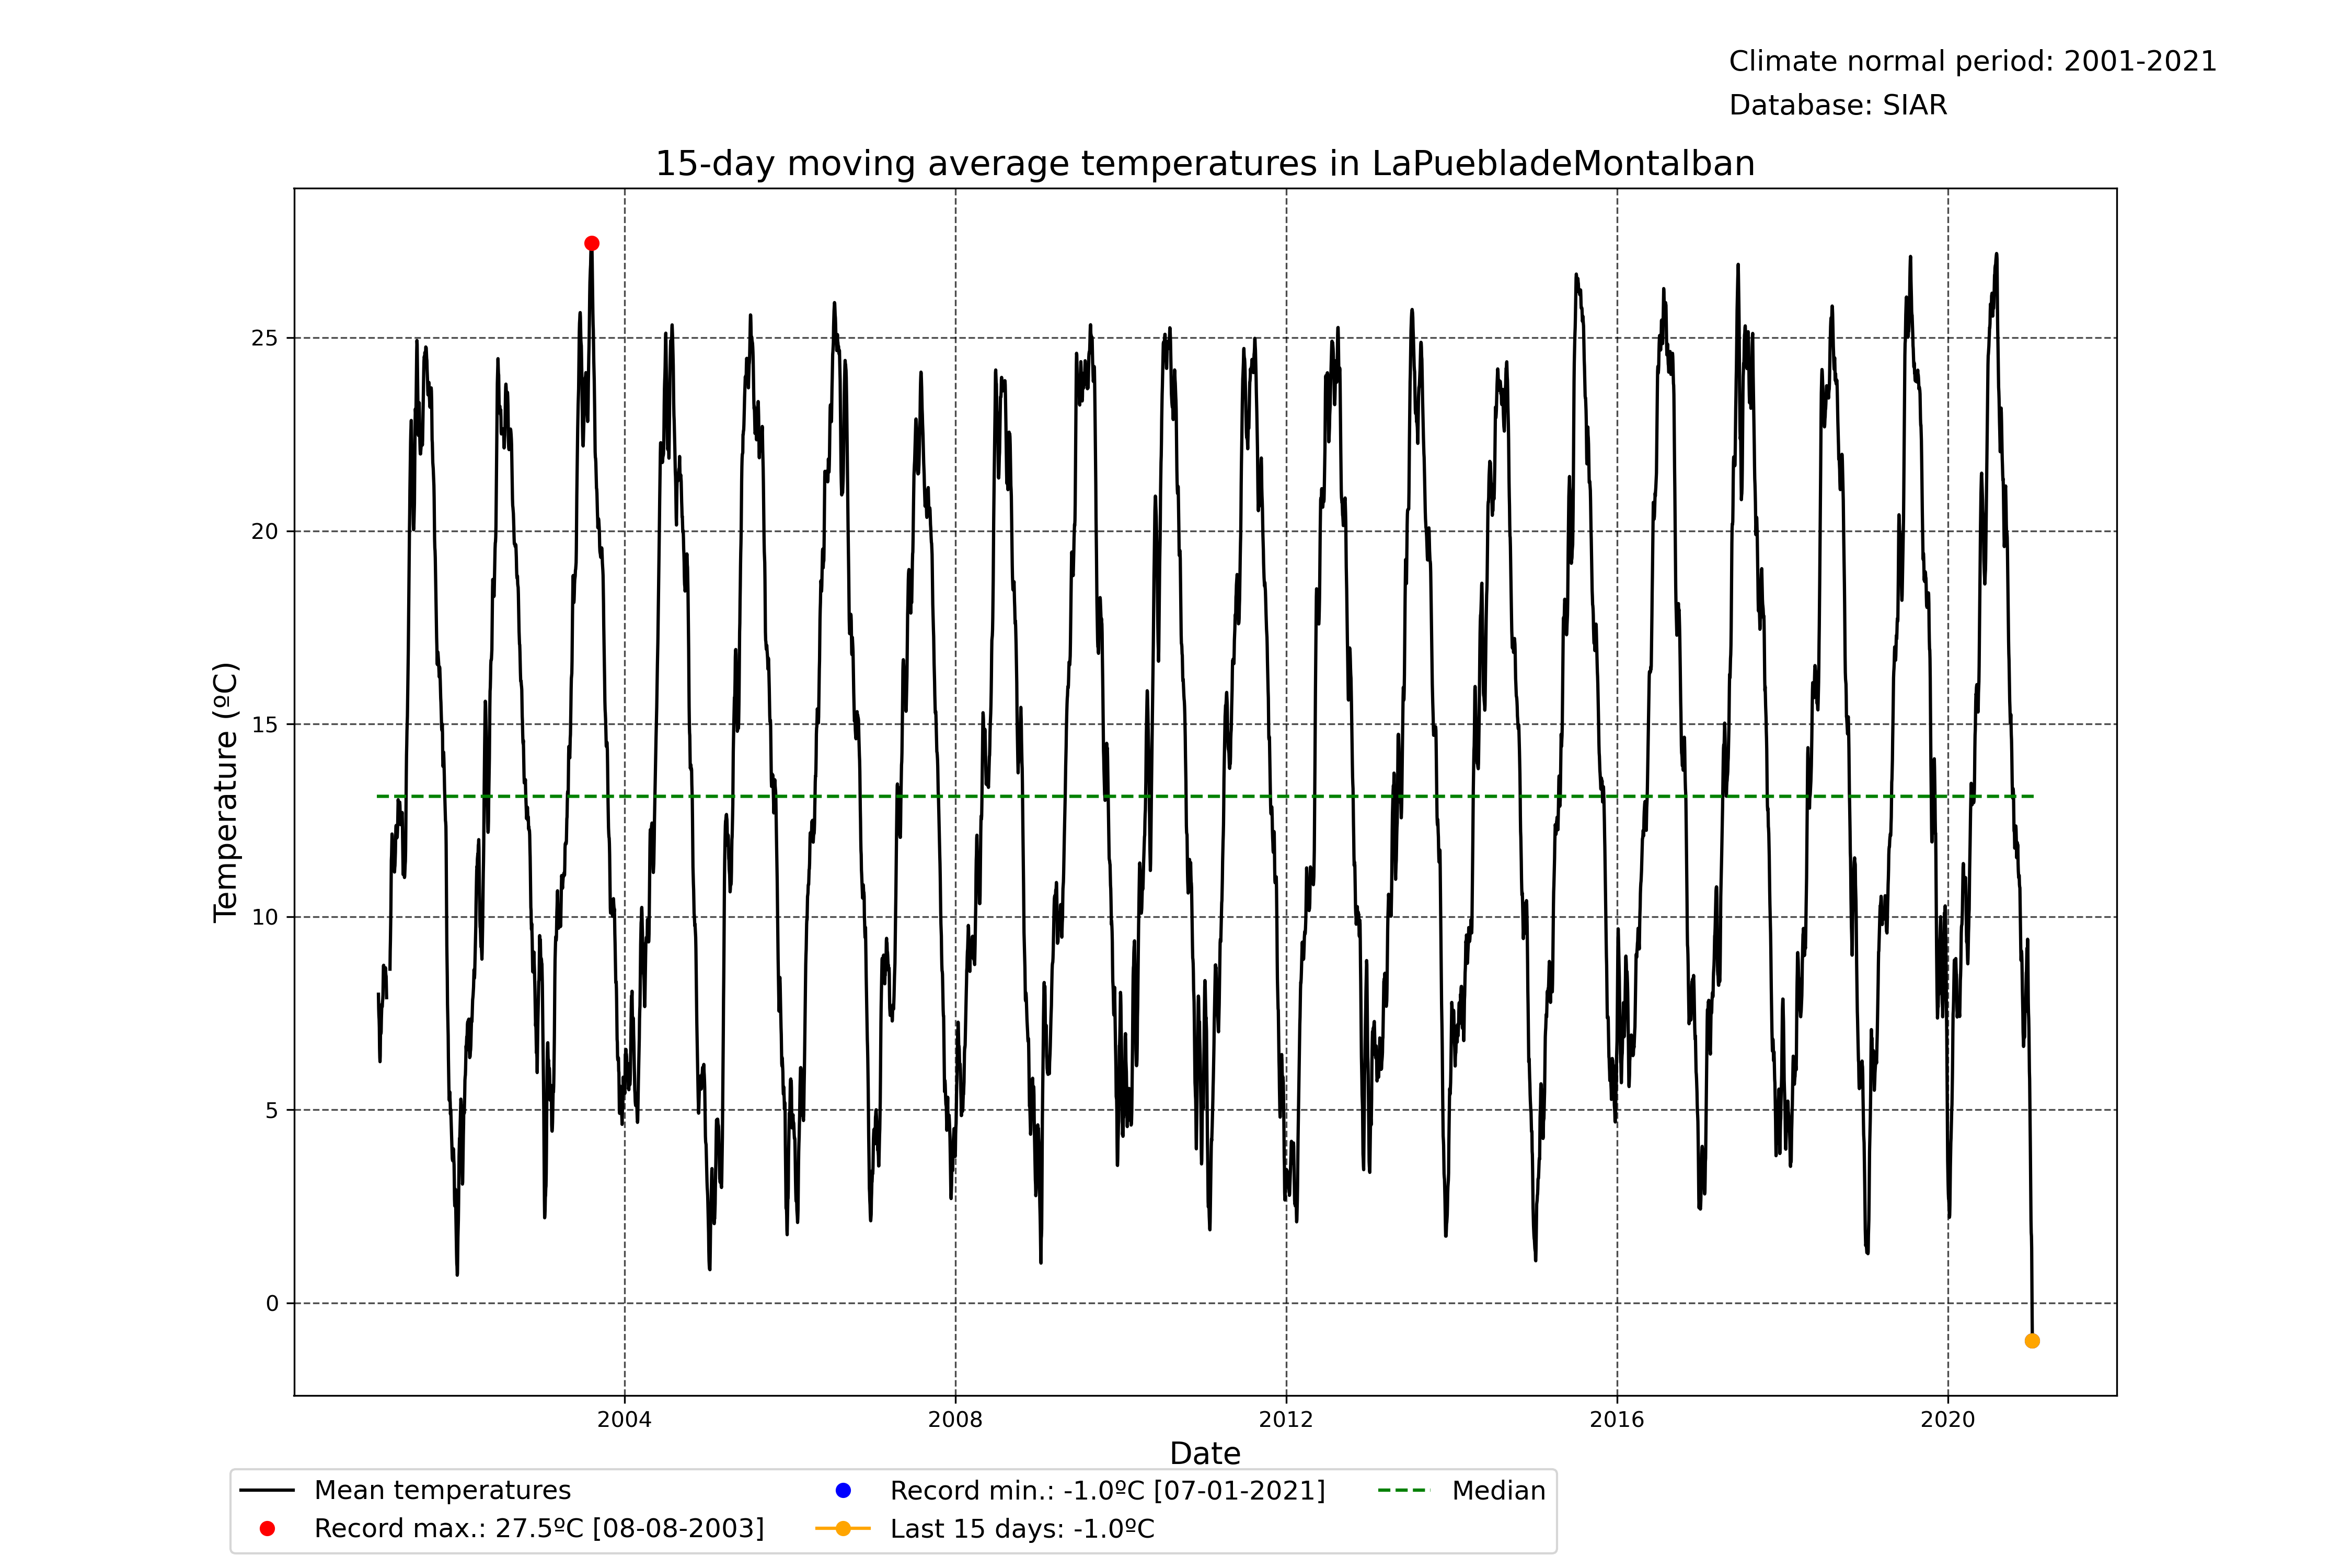 Climate normal period: 2001-2021
Database: SIAR
15-day moving average temperatures in LaPuebladeMontalban
Temperature (ºC)
25
20
15
10
5
0
2004
2008
2012
2016
2020
Date
Mean temperatures
Record max.: 27.5ºC [08-08-2003]
Record min.: -1.0ºC [07-01-2021]
Last 15 days: -1.0ºC
Median